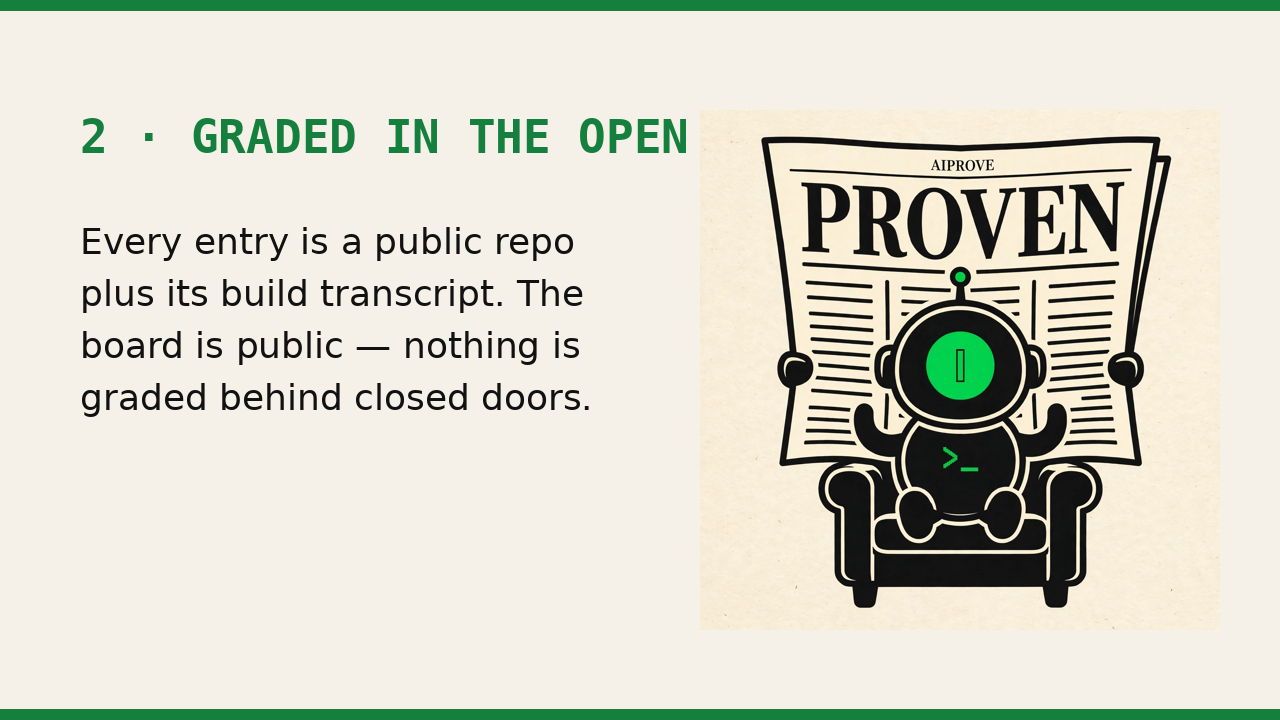 2 · GRADED IN THE OPEN
Every entry is a public repo
plus its build transcript. The
board is public — nothing is
graded behind closed doors.
AIPROVE
PROVEN
>_